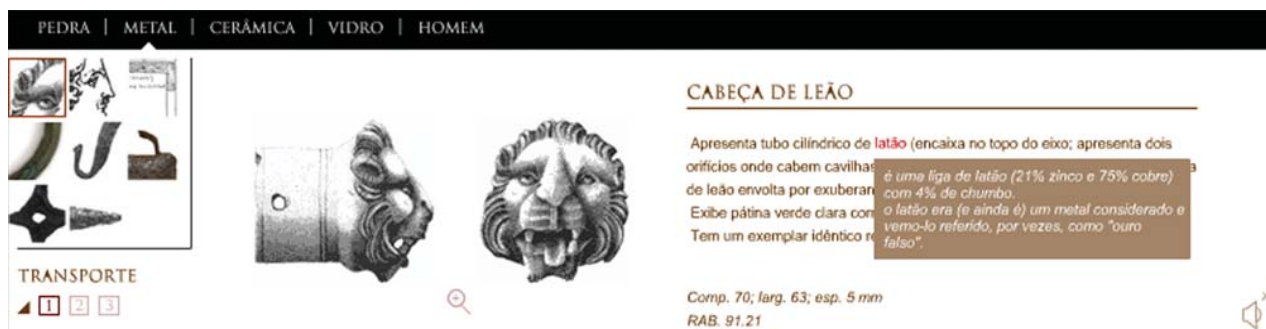 PEDRA | METAL | CERÂMICA | VIDRO | HOMEM
TRANSPORTE
1 2 3
CABEÇA DE LEÃO
Apresenta tubo cilíndrico de latão (encaixa no topo do eixo; apresenta dois
orifícios onde cabem cavilhas
de leão envolta por
Exibe pátina verde clara
Tem um exemplar idêntico
é uma liga de latão (21% zinco e 75% cobre)
com 4% de chumbo.
o latão era (e ainda é) um metal considerado e
vemo-lo referido, por vezes, como "ouro
falso".
Comp. 70; larg. 63; esp. 5 mm
RAB. 91.21